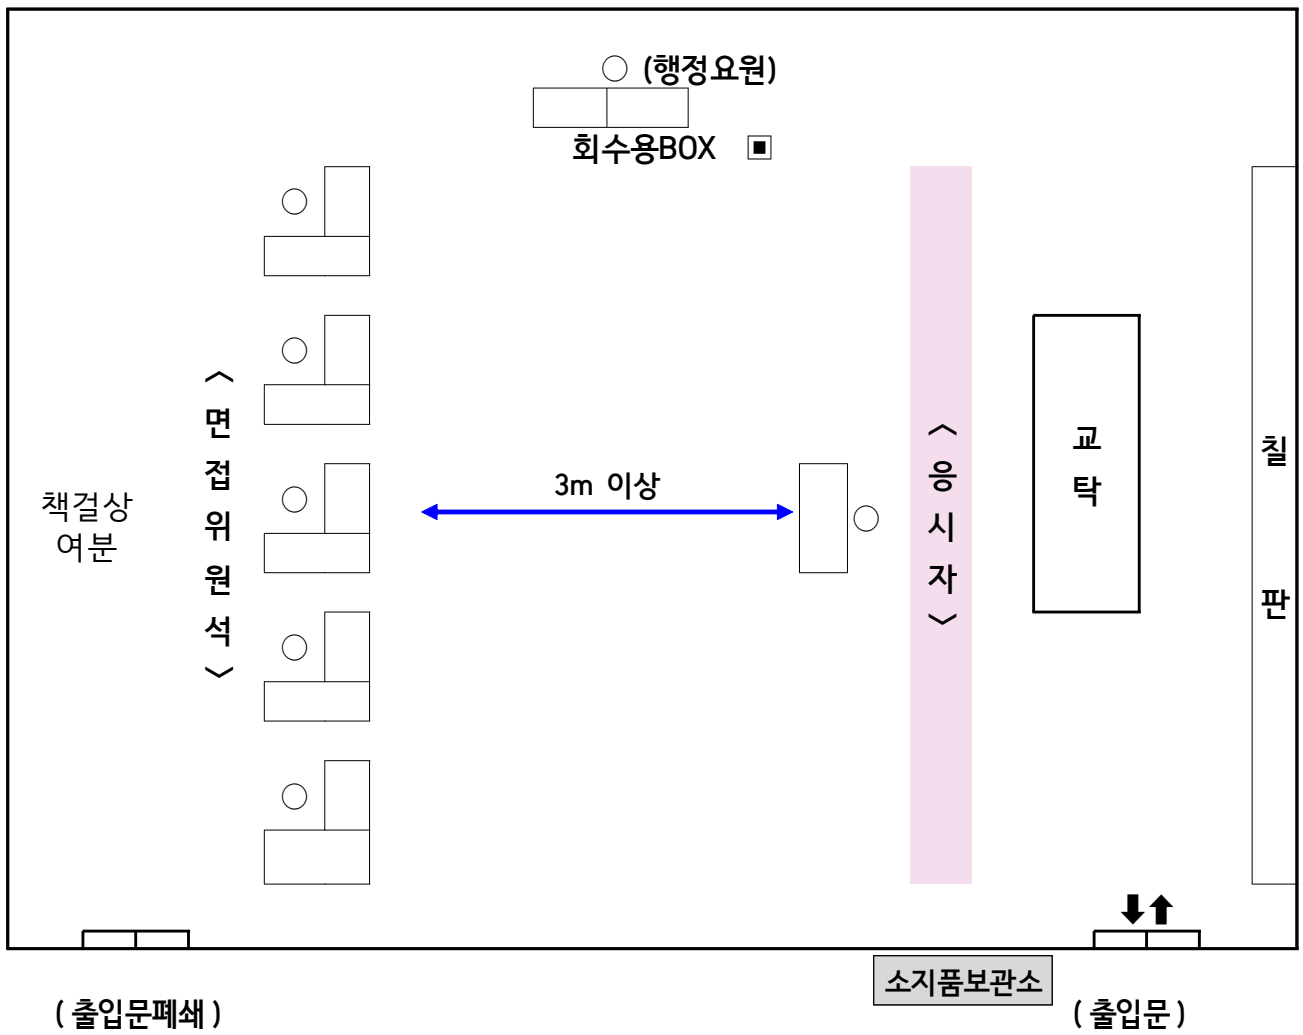 (행정요원)
회수용BOX
<면접위원석>
책걸상
여분
3m 이상
<응시자>
교탁
칠판
소지품보관소
( 출입문폐쇄 )
( 출입문 )